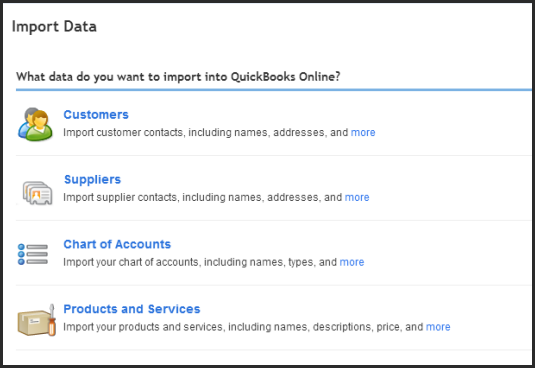 Import Data
What data do you want to import into QuickBooks Online?
Customers
Import customer contacts, including names, addresses, and more
Suppliers
Import supplier contacts, including names, addresses, and more
Chart of Accounts
Import your chart of accounts, including names, types, and more
Products and Services
Import your products and services, including names, descriptions, price, and more